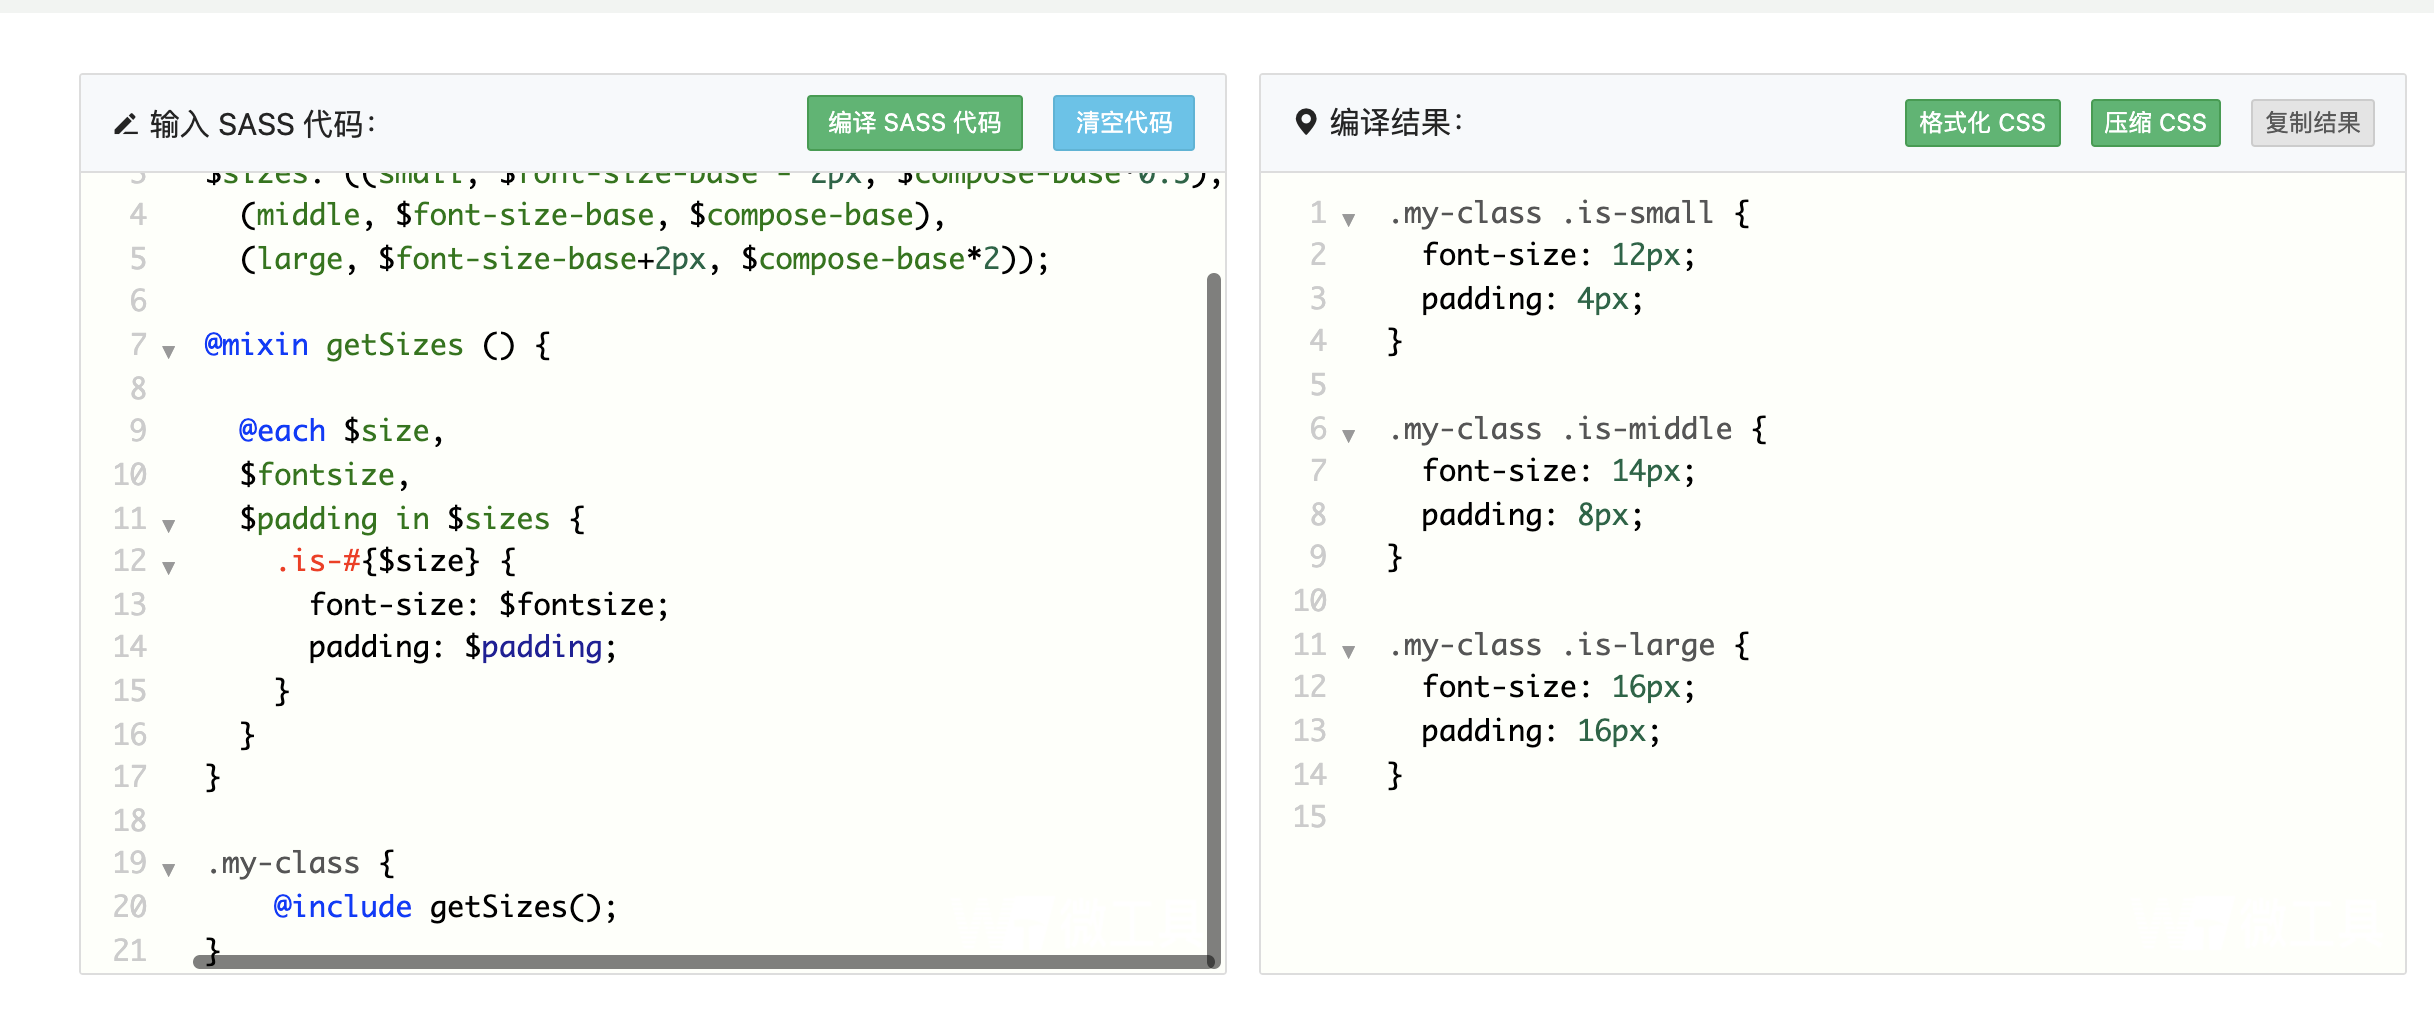 输入 SASS 代码:
编译 SASS 代码
清空代码
3 $sizes: ((small, $font-size-base - 2px, $compose-base*0.5),
4 (middle, $font-size-base, $compose-base),
5 (large, $font-size-base+2px, $compose-base*2));
6
7 @mixin getSizes () {
8
9 @each $size,
10 $fontsize,
11 $padding in $sizes {
12 .is-#{$size} {
13 font-size: $fontsize;
14 padding: $padding;
15 }
16 }
17 }
18
19 .my-class {
20 @include getSizes();
21 }
编译结果:
格式化 CSS
压缩 CSS
复制结果
1 .my-class .is-small {
2 font-size: 12px;
3 padding: 4px;
4 }
5
6 .my-class .is-middle {
7 font-size: 14px;
8 padding: 8px;
9 }
10
11 .my-class .is-large {
12 font-size: 16px;
13 padding: 16px;
14 }
15